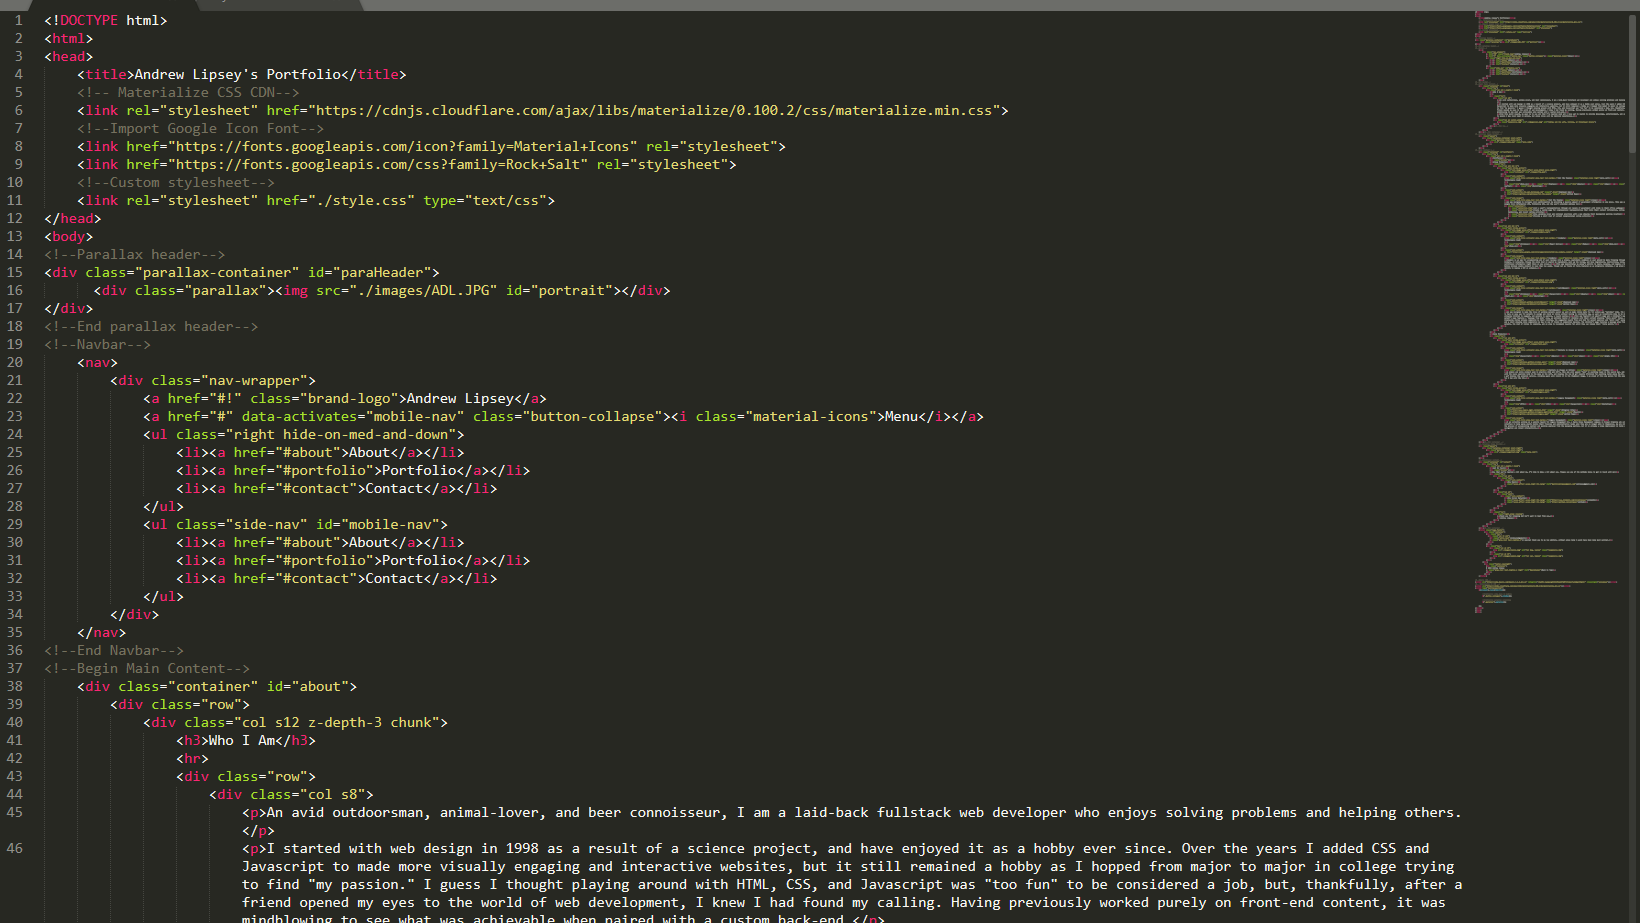 1 <!DOCTYPE html>
2 <html>
3 <head>
4 <title>Andrew Lipsey's Portfolio</title>
5 <!-- Materialize CSS CDN-->
6 <link rel="stylesheet" href="https://cdnjs.cloudflare.com/ajax/libs/materialize/0.100.2/css/materialize.min.css">
7 <!--Import Google Icon Font-->
8 <link href="https://fonts.googleapis.com/icon?family=Material+Icons" rel="stylesheet">
9 <link href="https://fonts.googleapis.com/css?family=Rock+Salt" rel="stylesheet">
10 <!--Custom stylesheet-->
11 <link rel="stylesheet" href="./style.css" type="text/css">
12 </head>
13 <body>
14 <!--Parallax header-->
15 <div class="parallax-container" id="paraHeader">
16 <div class="parallax"><img src="./images/ADL.JPG" id="portrait"></div>
17 </div>
18 <!--End parallax header-->
19 <!--Navbar-->
20 <nav>
21 <div class="nav-wrapper">
22 <a href="#!" class="brand-logo">Andrew Lipsey</a>
23 <a href="#" data-activates="mobile-nav" class="button-collapse"><i class="material-icons">Menu</i></a>
24 <ul class="right hide-on-med-and-down">
25 <li><a href="#about">About</a></li>
26 <li><a href="#portfolio">Portfolio</a></li>
27 <li><a href="#contact">Contact</a></li>
28 </ul>
29 <ul class="side-nav" id="mobile-nav">
30 <li><a href="#about">About</a></li>
31 <li><a href="#portfolio">Portfolio</a></li>
32 <li><a href="#contact">Contact</a></li>
33 </ul>
34 </div>
35 </nav>
36 <!--End Navbar-->
37 <!--Begin Main Content-->
38 <div class="container" id="about">
39 <div class="row">
40 <div class="col s12 z-depth-3 chunk">
41 <h3>Who I Am</h3>
42 <hr>
43 <div class="row">
44 <div class="col s8">
45 <p>An avid outdoorsman, animal-lover, and beer connoisseur, I am a laid-back fullstack web developer who enjoys solving problems and helping others.
</p>
46 <p>I started with web design in 1998 as a result of a science project, and have enjoyed it as a hobby ever since. Over the years I added CSS and
Javascript to made more visually engaging and interactive websites, but it still remained a hobby as I hopped from major to major in college trying
to find "my passion." I guess I thought playing around with HTML, CSS, and Javascript was "too fun" to be considered a job, but, thankfully, after a
friend opened my eyes to the world of web development, I knew I had found my calling. Having previously worked purely on front-end content, it was
mindblowing to see what was achievable when paired with a custom back-end.</p>